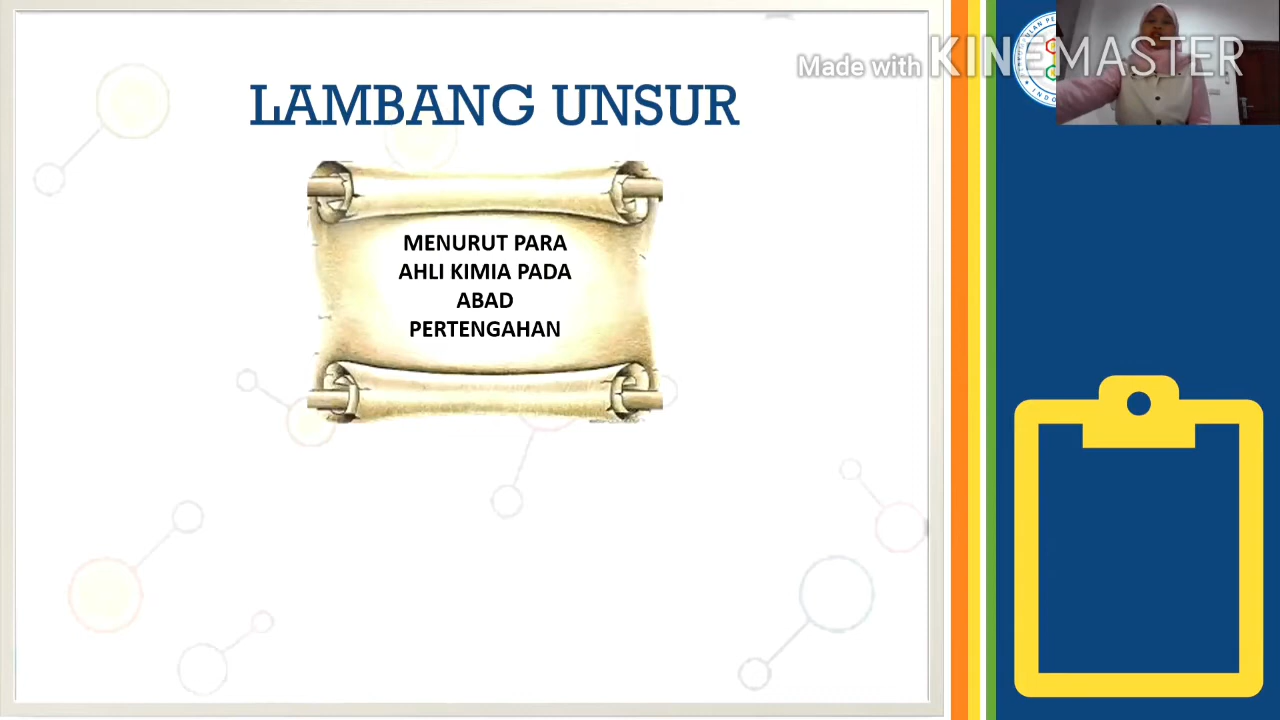 Made with KINEMASTER
LAMBANG UNSUR
MENURUT PARA
AHLI KIMIA PADA
ABAD
PERTENGAHAN